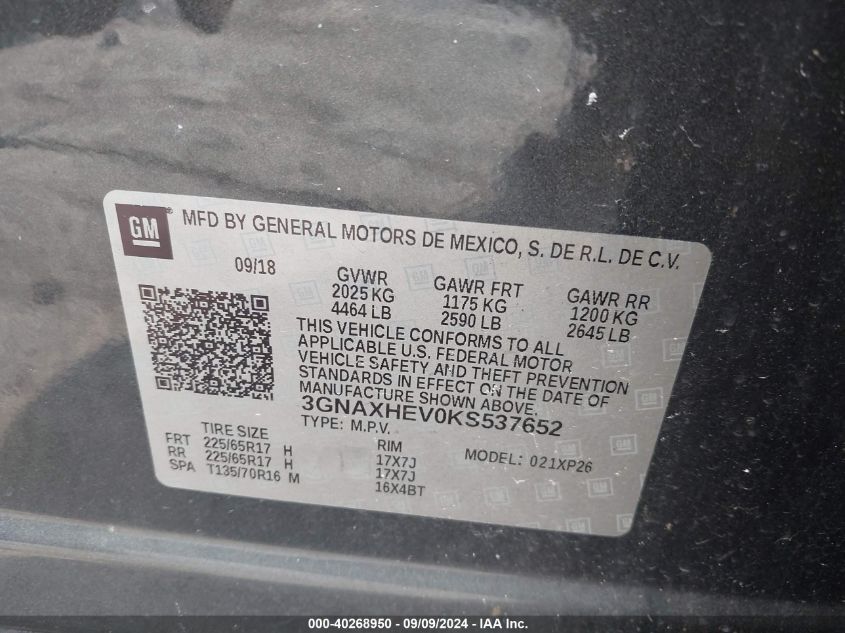 GM
MFD BY GENERAL MOTORS DE MEXICO, S. DE R.L. DE C.V.
09/18
GVWR
2025 KG
4464 LB
GAWR FRT
1175 KG
2590 LB
GAWR RR
1200 KG
2645 LB
THIS VEHICLE CONFORMS TO ALL
APPLICABLE U.S. FEDERAL MOTOR
VEHICLE SAFETY AND THEFT PREVENTION
STANDARDS IN EFFECT ON THE DATE OF
MANUFACTURE SHOWN ABOVE.
3GNAXHEV0KS537652
TYPE: M.P.V.
MODEL: 021XP26
TIRE SIZE RIM
FRT 225/65R17 H 17X7J
RR 225/65R17 H 17X7J
SPA T135/70R16 M 16X4BT
000-40268950 - 09/09/2024 - IAA Inc.